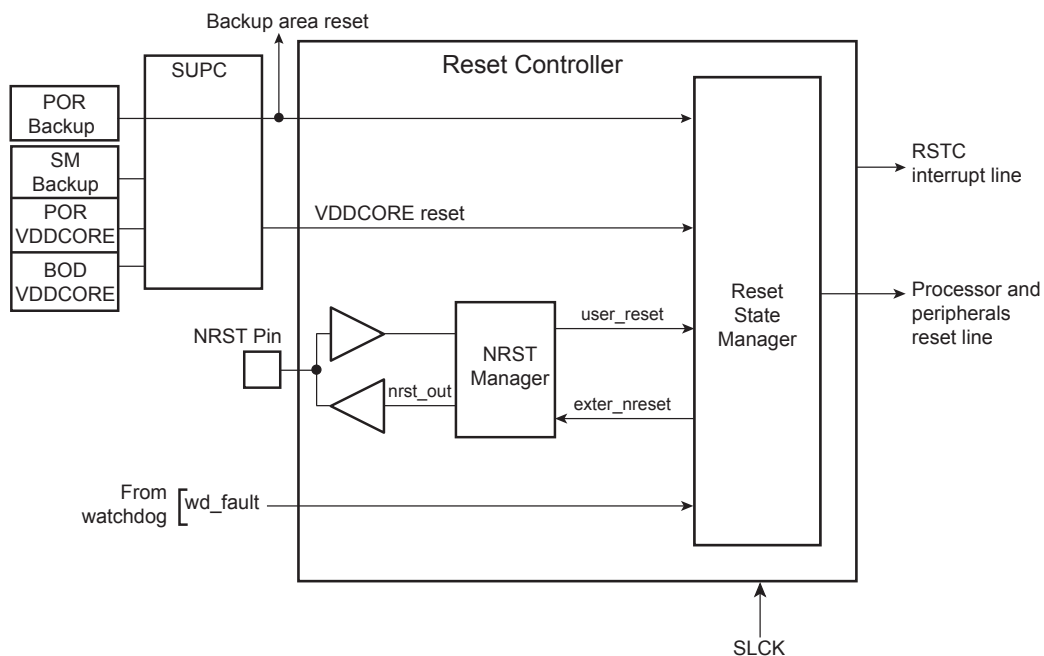 Backup area reset
Reset Controller
SUPC
POR
Backup
SM
Backup
POR
VDDCORE
BOD
VDDCORE
VDDCORE reset
NRST Pin
nrst_out
NRST
Manager
user_reset
exter_nreset
Reset
State
Manager
RSTC
interrupt line
Processor and
peripherals
reset line
From
watchdog
wd_fault
SLCK